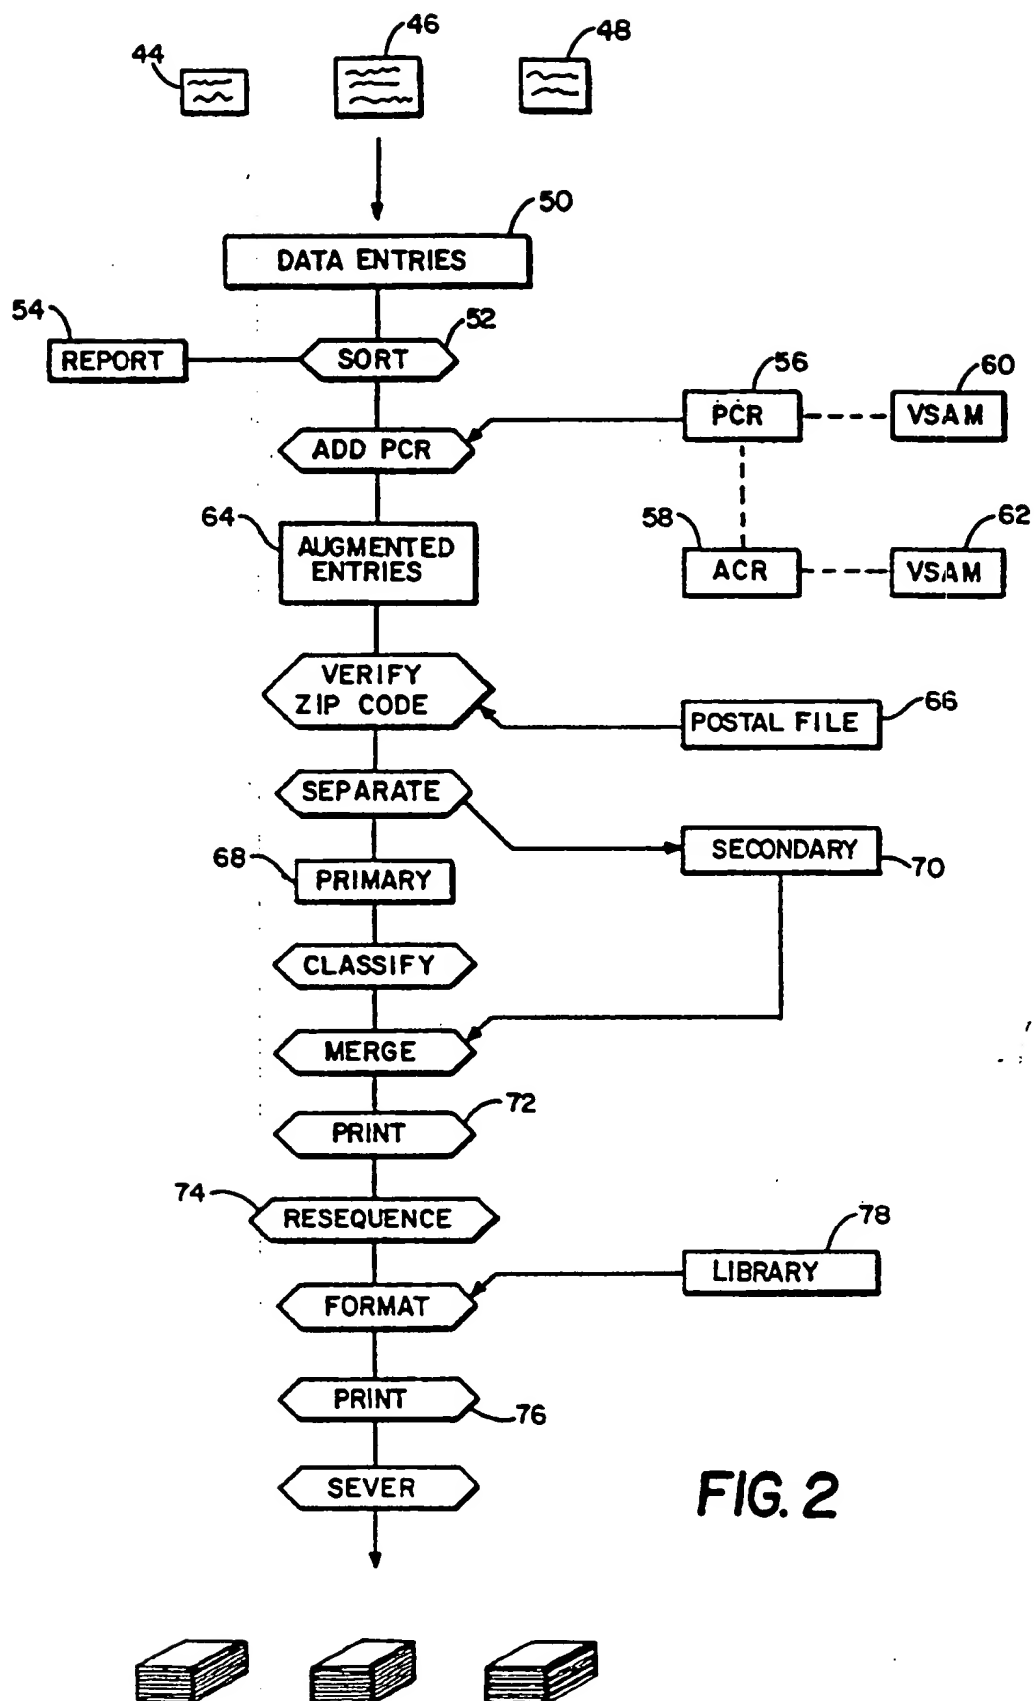 44
46
48
50
DATA ENTRIES
54
52
REPORT
SORT
56
60
PCR
VSAM
ADD PCR
64
58
62
AUGMENTED
ENTRIES
ACR
VSAM
VERIFY
ZIP CODE
66
POSTAL FILE
SEPARATE
SECONDARY
70
68
PRIMARY
CLASSIFY
MERGE
72
PRINT
74
RESEQUENCE
78
LIBRARY
FORMAT
PRINT
76
SEVER
FIG. 2